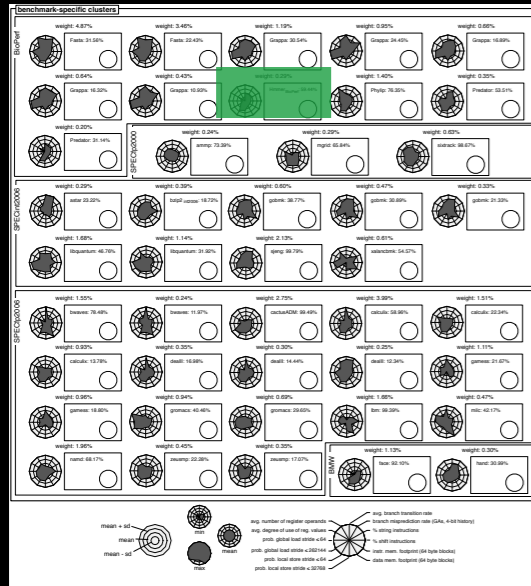 benchmark-specific clusters
BioPerf
weight: 4.87% weight: 3.46% weight: 1.19% weight: 0.95% weight: 0.66%
Fasta: 31.56% Fasta: 22.43% Grappa: 30.54% Grappa: 24.45% Grappa: 16.89%
weight: 0.64% weight: 0.43% weight: 1.40% weight: 0.35%
Grappa: 16.32% Grappa: 10.93% Phylip: 76.35% Predator: 53.51%
weight: 0.20%
Predator: 31.14%
SPECfp2000
weight: 0.24% weight: 0.29% weight: 0.63%
ammp: 73.39% mgrid: 65.84% sixtrack: 98.67%
SPECint2006
weight: 0.29% weight: 0.39% weight: 0.60% weight: 0.47% weight: 0.33%
astar: 23.22% bzip2 18.72% gobmk: 38.77% gobmk: 30.89% gobmk: 21.33%
weight: 1.68% weight: 1.14% weight: 2.13% weight: 0.61%
libquantum: 46.76% libquantum: 31.92% sjeng: 99.79% xalancbmk: 54.57%
SPECfp2006
weight: 1.55% weight: 0.24% weight: 2.75% weight: 3.99% weight: 1.51%
bwaves: 78.49% bwaves: 11.97% cactusADM: 99.49% calculix: 58.96% calculix: 22.34%
weight: 0.93% weight: 0.35% weight: 0.30% weight: 0.25% weight: 1.11%
calculix: 13.78% dealII: 16.98% dealII: 14.44% dealII: 12.34% gamess: 21.67%
weight: 0.96% weight: 0.94% weight: 0.69% weight: 1.66% weight: 0.47%
gamess: 18.80% gromacs: 40.46% gromacs: 29.63% lbm: 99.39% milc: 42.17%
weight: 1.96% weight: 0.45% weight: 0.35%
namd: 68.17% zeusmp: 22.28% zeusmp: 17.07%
BMW
weight: 1.13% weight: 0.30%
face: 93.10% hand: 30.99%
mean + sd
mean
mean - sd
min
mean
max
avg. number of register operands
avg. degree of use of reg. values
prob. global load stride ≤ 64
prob. global load stride ≤ 262144
prob. local store stride ≤ 64
prob. local store stride ≤ 32768
avg. branch transition rate
branch misprediction rate (GAs, 4-bit history)
% string instructions
% shift instructions
instr. mem. footprint (64 byte blocks)
data mem. footprint (64 byte blocks)